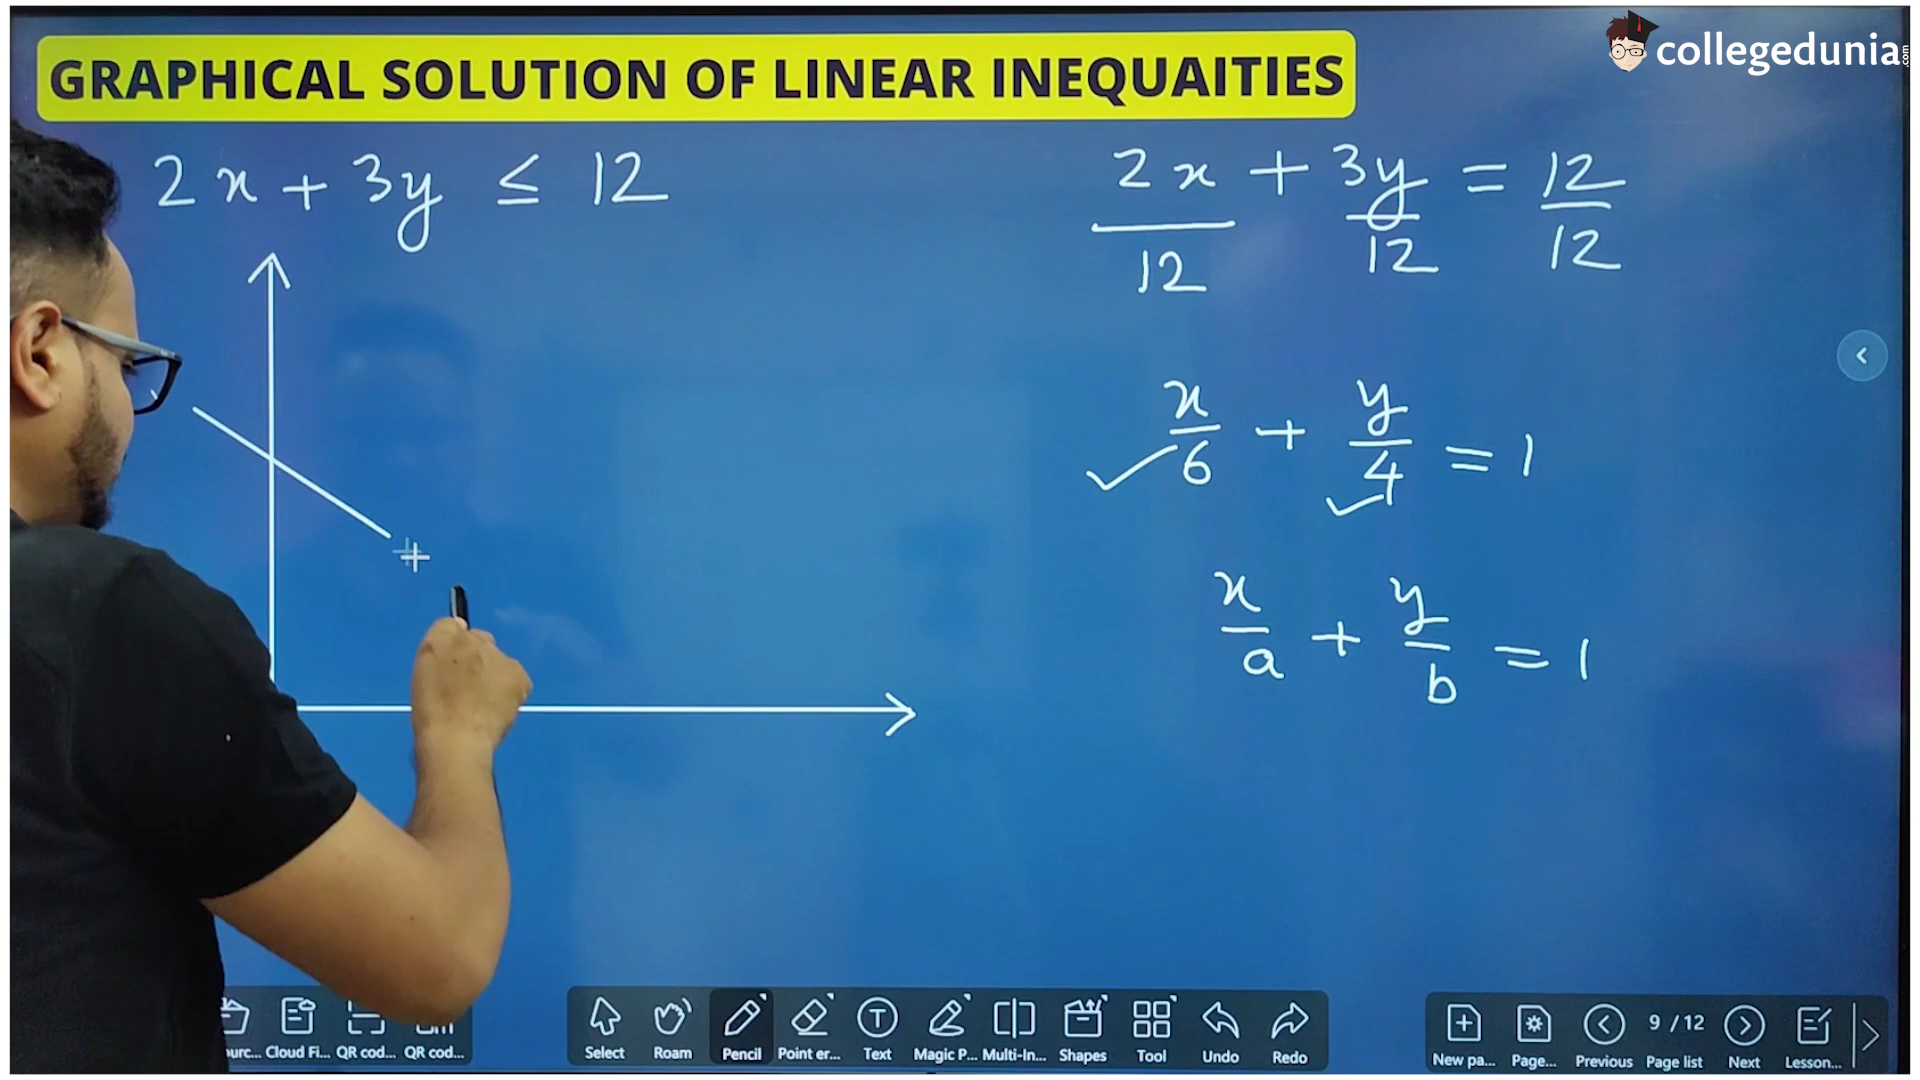 collegedunia
.com
GRAPHICAL SOLUTION OF LINEAR INEQUAITIES
2x + 3y ≤ 12
2x/12 + 3y/12 = 12/12
x/6 + y/4 = 1
x/a + y/b = 1
urc... Cloud Fi... QR cod... QR cod...
Select Roam Pencil Point er... Text Magic P... Multi-In... Shapes Tool Undo Redo
9 / 12
New pa... Page... Previous Page list Next Lesson...